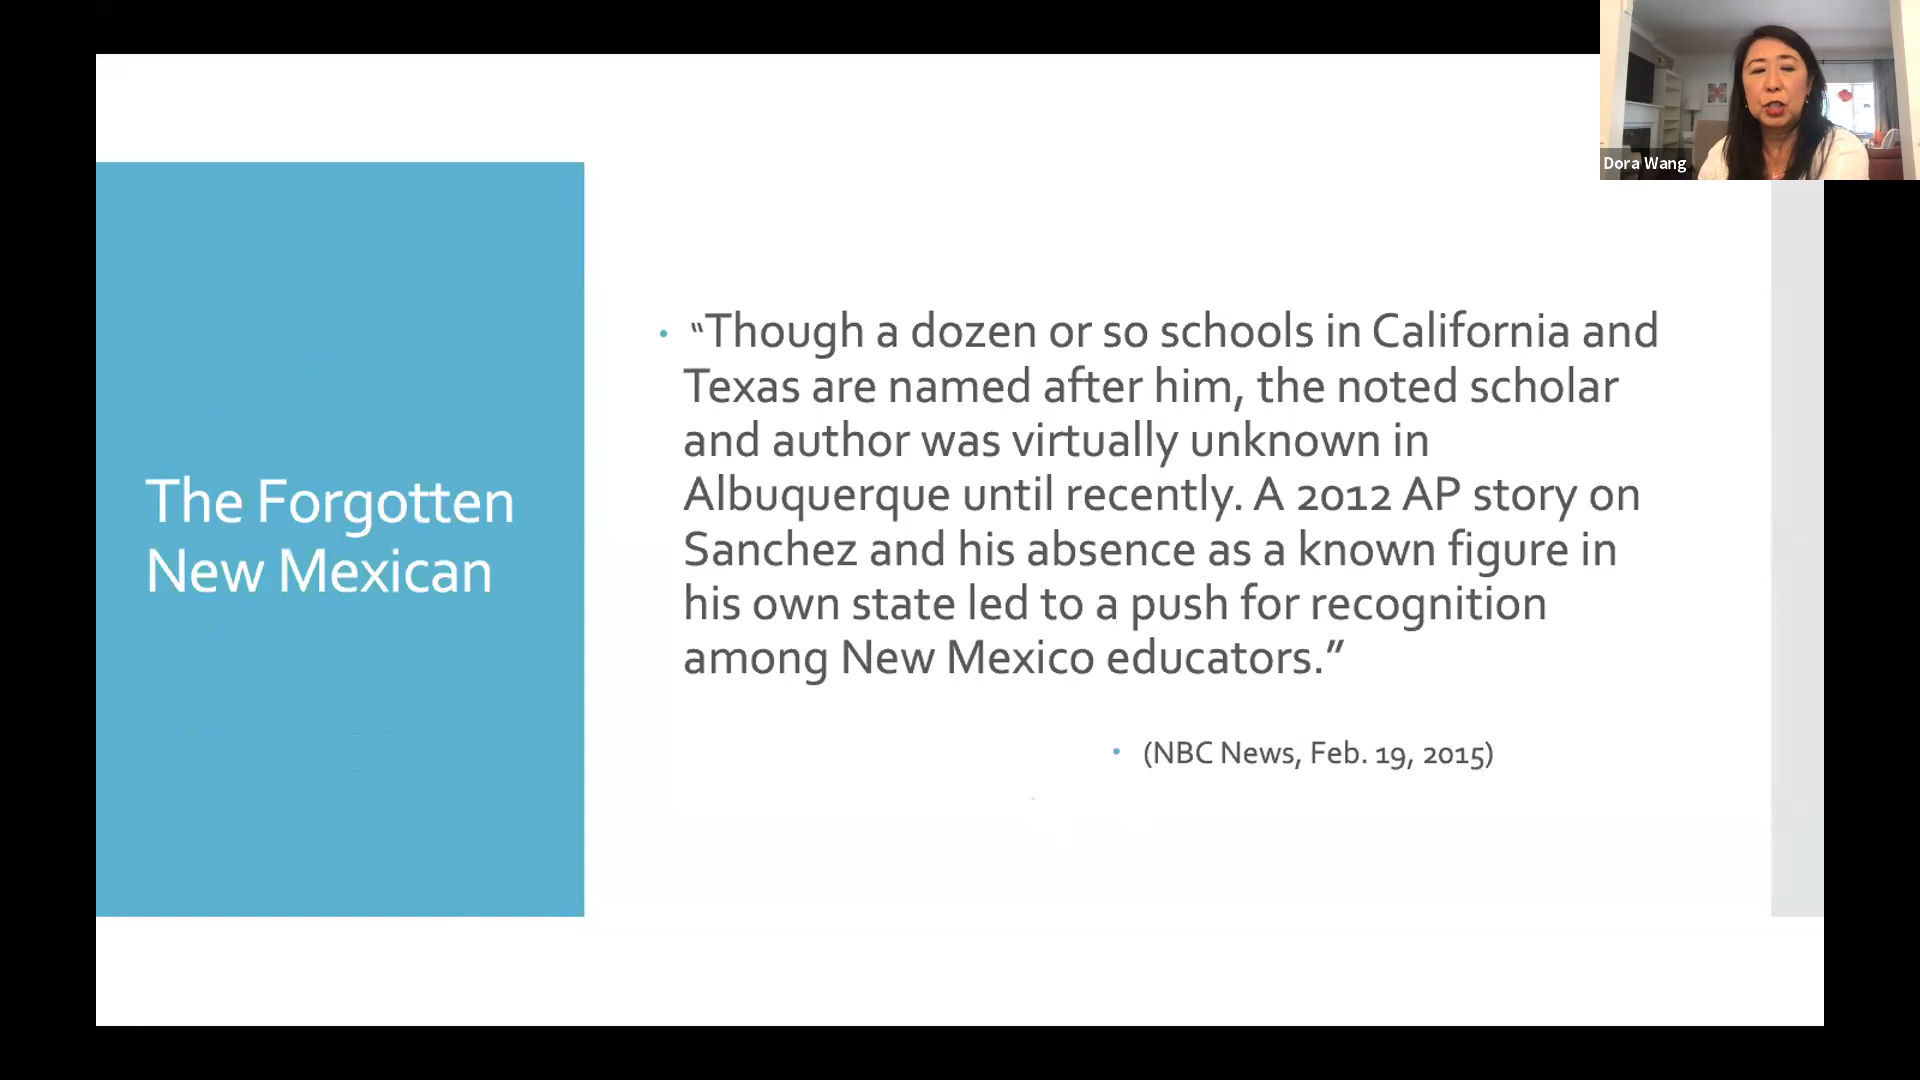 Dora Wang
The Forgotten
New Mexican
• “Though a dozen or so schools in California and
Texas are named after him, the noted scholar
and author was virtually unknown in
Albuquerque until recently. A 2012 AP story on
Sanchez and his absence as a known figure in
his own state led to a push for recognition
among New Mexico educators.”
• (NBC News, Feb. 19, 2015)